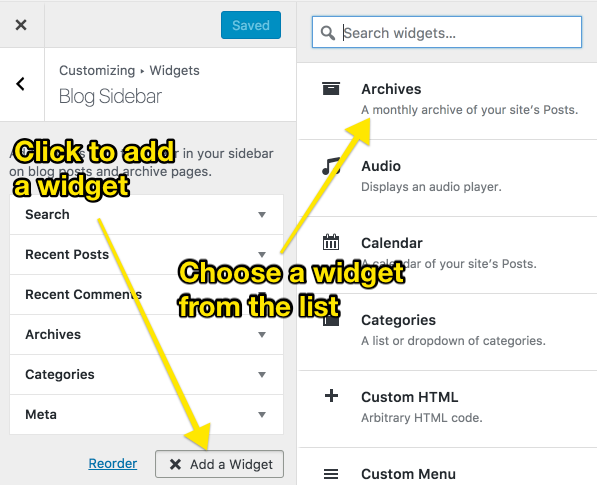 Saved
Customizing ▸ Widgets
Blog Sidebar
Click to add
a widget
in your sidebar
on blog posts and archive pages.
Search
Recent Posts
Recent Comments
Archives
Categories
Meta
Reorder
Add a Widget
Search widgets...
Archives
A monthly archive of your site's Posts.
Audio
Displays an audio player.
Calendar
A calendar of your site's Posts.
Choose a widget
from the list
Categories
A list or dropdown of categories.
Custom HTML
Arbitrary HTML code.
Custom Menu